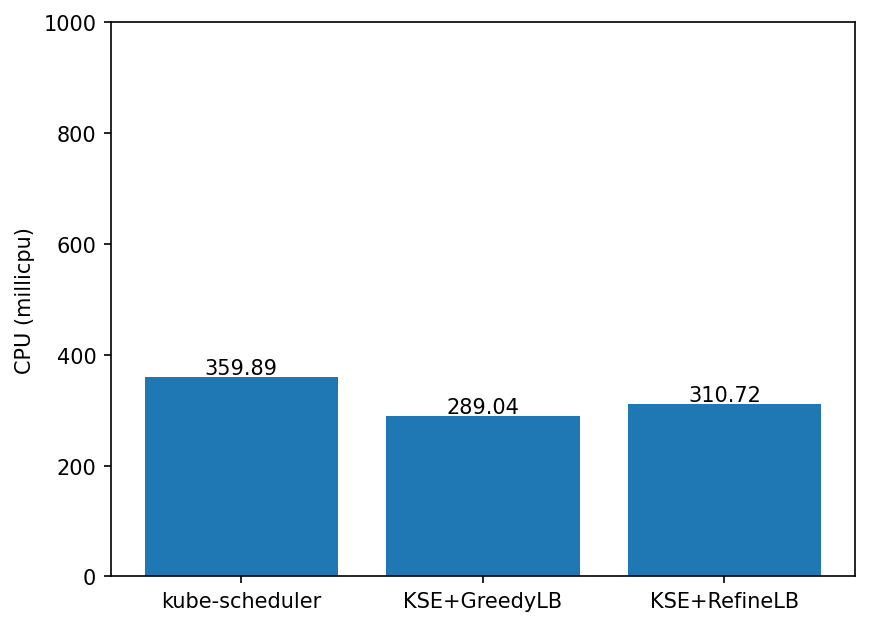 1000
800
600
400
200
0
CPU (millicpu)
359.89
289.04
310.72
kube-scheduler
KSE+GreedyLB
KSE+RefineLB